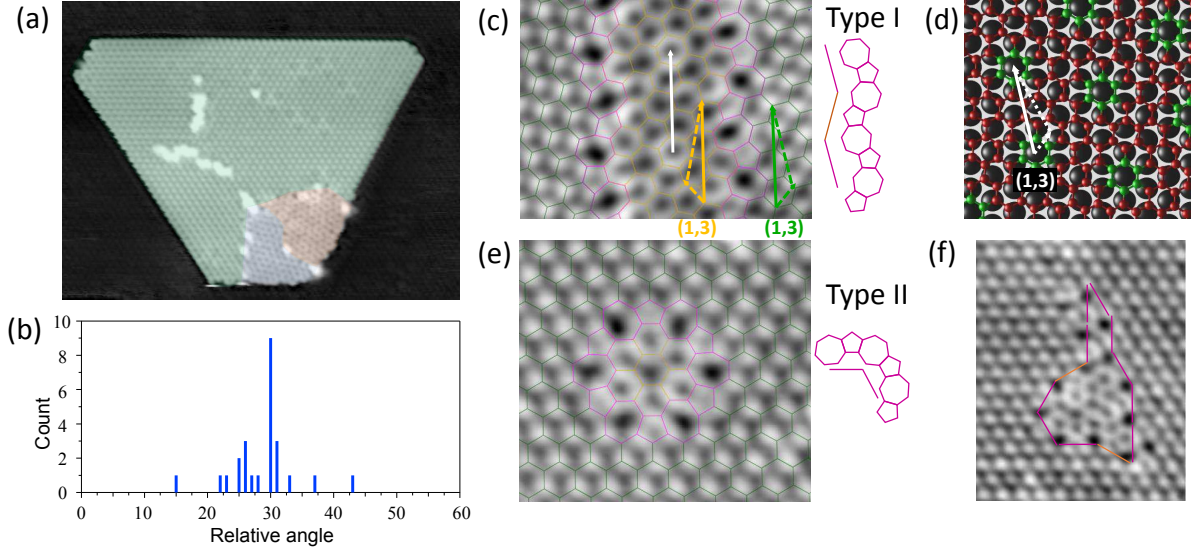 (a)
(b)
10
8
6
4
2
0
Count
0
10
20
30
40
50
60
Relative angle
(c)
(1,3)
(1,3)
Type I
(d)
(1,3)
(e)
Type II
(f)